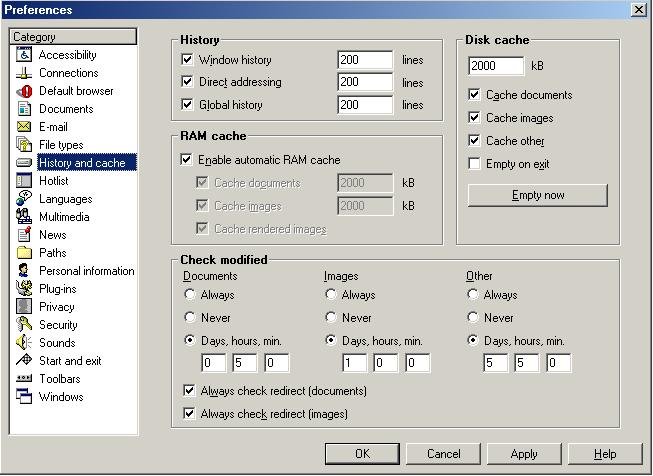 Preferences
Category
Accessibility
Connections
Default browser
Documents
E-mail
File types
History and cache
Hotlist
Languages
Multimedia
News
Paths
Personal information
Plug-ins
Privacy
Security
Sounds
Start and exit
Toolbars
Windows
History
Window history 200 lines
Direct addressing 200 lines
Global history 200 lines
Disk cache
2000 kB
Cache documents
Cache images
Cache other
Empty on exit
Empty now
RAM cache
Enable automatic RAM cache
Cache documents 2000 kB
Cache images 2000 kB
Cache rendered images
Check modified
Documents Images Other
Always Always Always
Never Never Never
Days, hours, min. Days, hours, min. Days, hours, min.
0 5 0 1 0 0 5 5 0
Always check redirect (documents)
Always check redirect (images)
OK Cancel Apply Help